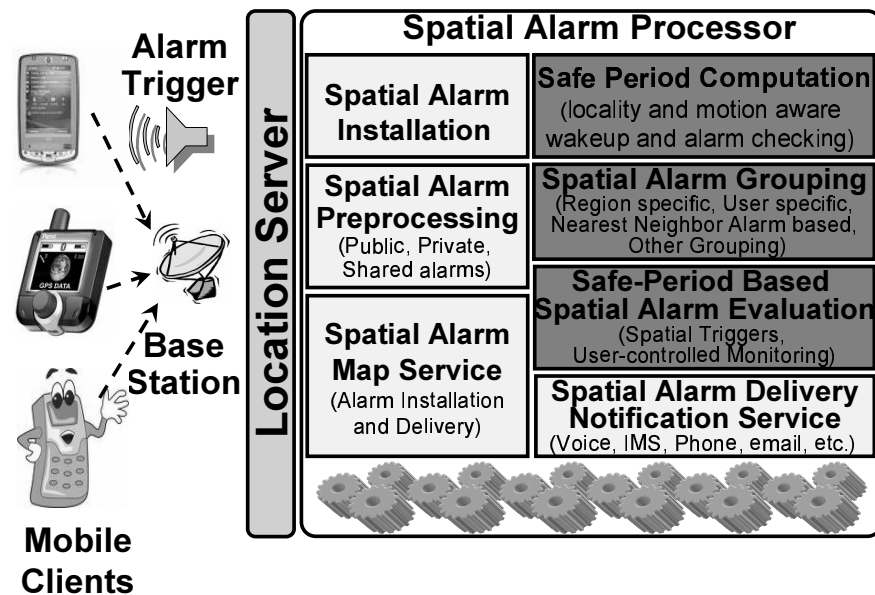 Alarm
Trigger
GPS DATA
Base
Station
Mobile
Clients
Location Server
Spatial Alarm Processor
Spatial Alarm
Installation
Spatial Alarm
Preprocessing
(Public, Private,
Shared alarms)
Spatial Alarm
Map Service
(Alarm Installation
and Delivery)
Safe Period Computation
(locality and motion aware
wakeup and alarm checking)
Spatial Alarm Grouping
(Region specific, User specific,
Nearest Neighbor Alarm based,
Other Grouping)
Safe-Period Based
Spatial Alarm Evaluation
(Spatial Triggers,
User-controlled Monitoring)
Spatial Alarm Delivery
Notification Service
(Voice, IMS, Phone, email, etc.)